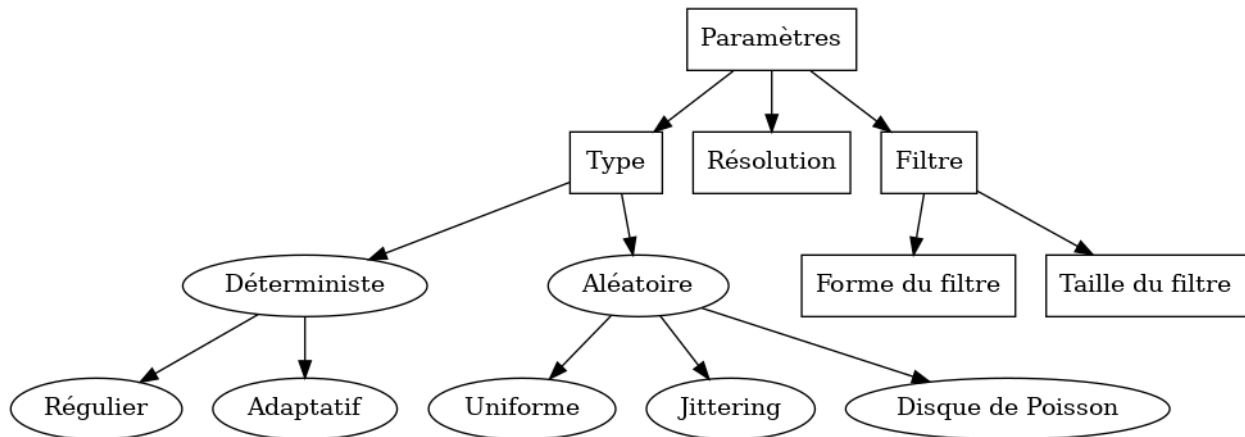 Paramètres
Type
Résolution
Filtre
Déterministe
Aléatoire
Forme du filtre
Taille du filtre
Régulier
Adaptatif
Uniforme
Jittering
Disque de Poisson